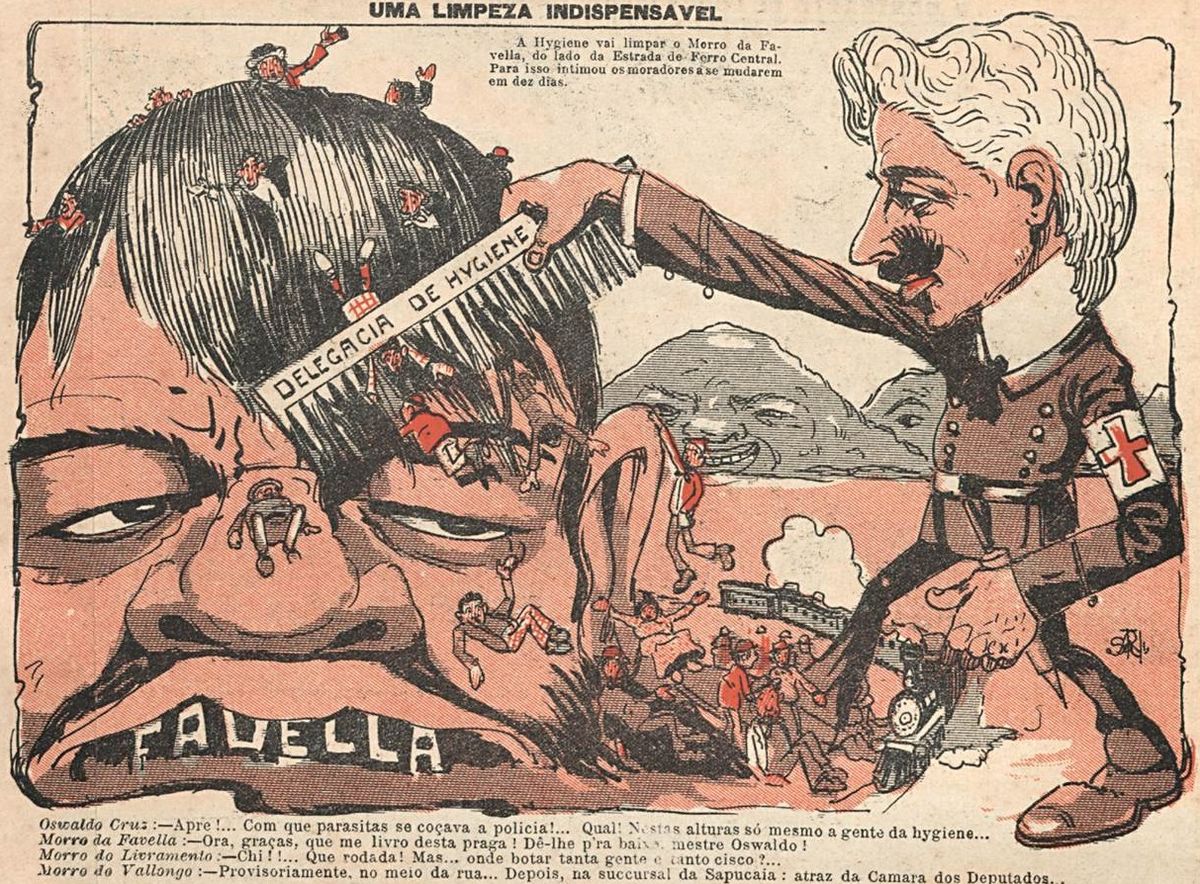 UMA LIMPEZA INDISPENSAVEL
A Hygiene vai limpar o Morro da Fa-
vella, do lado da Estrada de Ferro Central.
Para isso intimou os moradores a se mudarem
em dez dias.
DELEGACIA DE HYGIENE
FAVELLA
Oswaldo Cruz :—Apre !... Com que parasitas se coçava a policia!... Qual! Nestas alturas só mesmo a gente da hygiene...
Morro da Favella :—Ora, graças, que me livro desta praga ! Dê-lhe p'ra baixo, mestre Oswaldo !
Morro do Livramento :—Chi ! !... Que rodada! Mas... onde botar tanta gente e tanto cisco ?...
Morro do Vallongo :—Provisoriamente, no meio da rua... Depois, na succursal da Sapucaia : atraz da Camara dos Deputados...